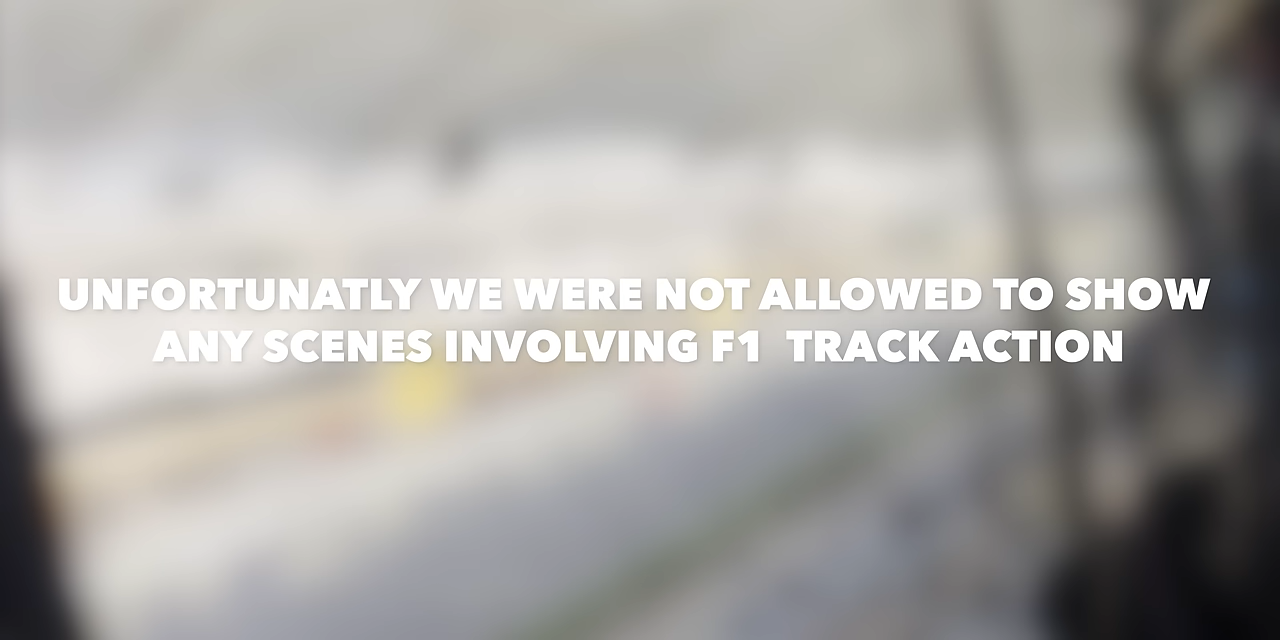 UNFORTUNATLY WE WERE NOT ALLOWED TO SHOW
ANY SCENES INVOLVING F1  TRACK ACTION